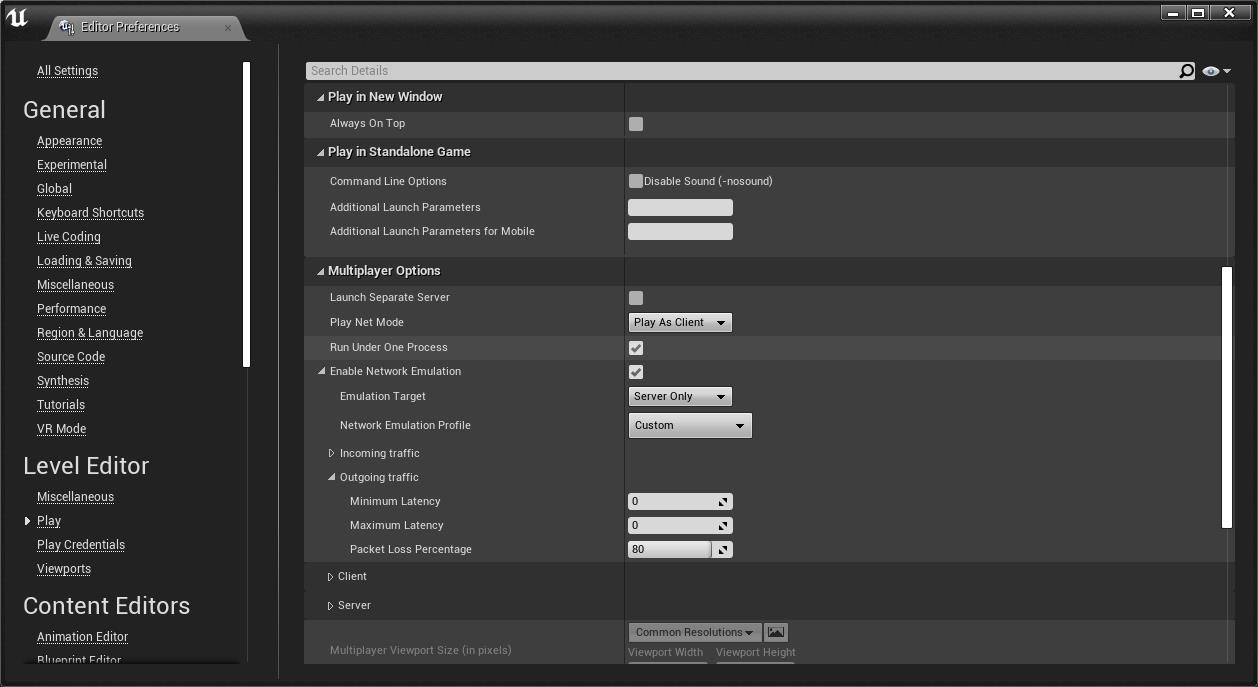 Editor Preferences
All Settings
General
Appearance
Experimental
Global
Keyboard Shortcuts
Live Coding
Loading & Saving
Miscellaneous
Performance
Region & Language
Source Code
Synthesis
Tutorials
VR Mode
Level Editor
Miscellaneous
Play
Play Credentials
Viewports
Content Editors
Animation Editor
Blueprint Editor
Search Details
Play in New Window
Always On Top
Play in Standalone Game
Command Line Options Disable Sound (-nosound)
Additional Launch Parameters
Additional Launch Parameters for Mobile
Multiplayer Options
Launch Separate Server
Play Net Mode Play As Client
Run Under One Process
Enable Network Emulation
Emulation Target Server Only
Network Emulation Profile Custom
Incoming traffic
Outgoing traffic
Minimum Latency 0
Maximum Latency 0
Packet Loss Percentage 80
Client
Server
Common Resolutions
Multiplayer Viewport Size (in pixels) Viewport Width Viewport Height